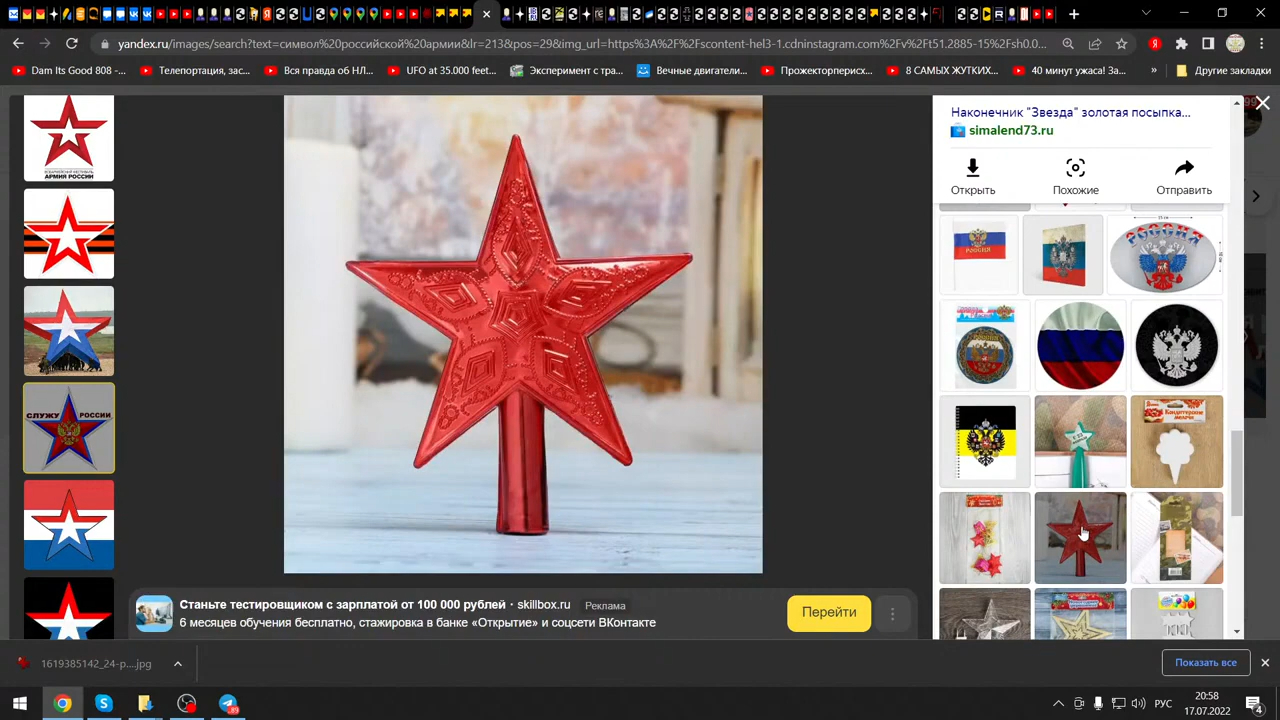 yandex.ru/images/search?text=символ%20российской%20армии&lr=213&pos=29&img_url=https%3A%2F%2Fscontent-hel3-1.cdninstagram.com%2Fv%2Ft51.2885-15%2Fsh0.0...
Dam Its Good 808 -...
Телепортация, зас...
Вся правда об НЛ...
UFO at 35.000 feet...
Эксперимент с тра...
Вечные двигатели...
Прожекторперисх...
8 САМЫХ ЖУТКИХ...
40 минут ужаса! За...
»
Другие закладки
АРМИЯ РОССИИ
СЛУЖУ РОССИИ
Наконечник "Звезда" золотая посыпка...
simalend73.ru
Открыть
Похожие
Отправить
РОССИЯ
РОССИЯ
Станьте тестировщиком с зарплатой от 100 000 рублей · skillbox.ru Реклама
6 месяцев обучения бесплатно, стажировка в банке «Открытие» и соцсети ВКонтакте
Перейти
1619385142_24-p....jpg
Показать все
РУС
20:58
17.07.2022
4